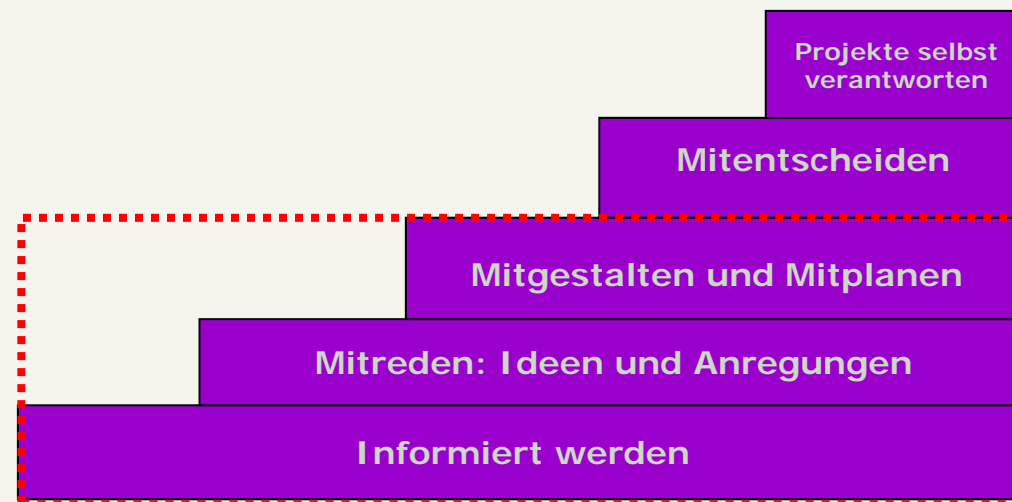 Projekte selbst
verantworten
Mitentscheiden
Mitgestalten und Mitplanen
Mitreden: Ideen und Anregungen
Informiert werden